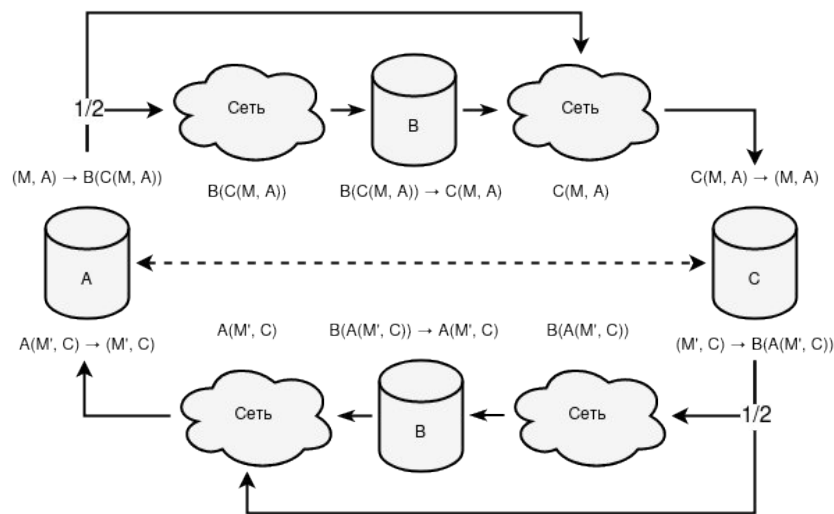 1/2
Сеть
B
Сеть
(M, A) → B(C(M, A))
B(C(M, A))
B(C(M, A)) → C(M, A)
C(M, A)
C(M, A) → (M, A)
A
C
A(M', C) → (M', C)
A(M', C)
B(A(M', C)) → A(M', C)
B(A(M', C))
(M', C) → B(A(M', C))
Сеть
B
Сеть
1/2